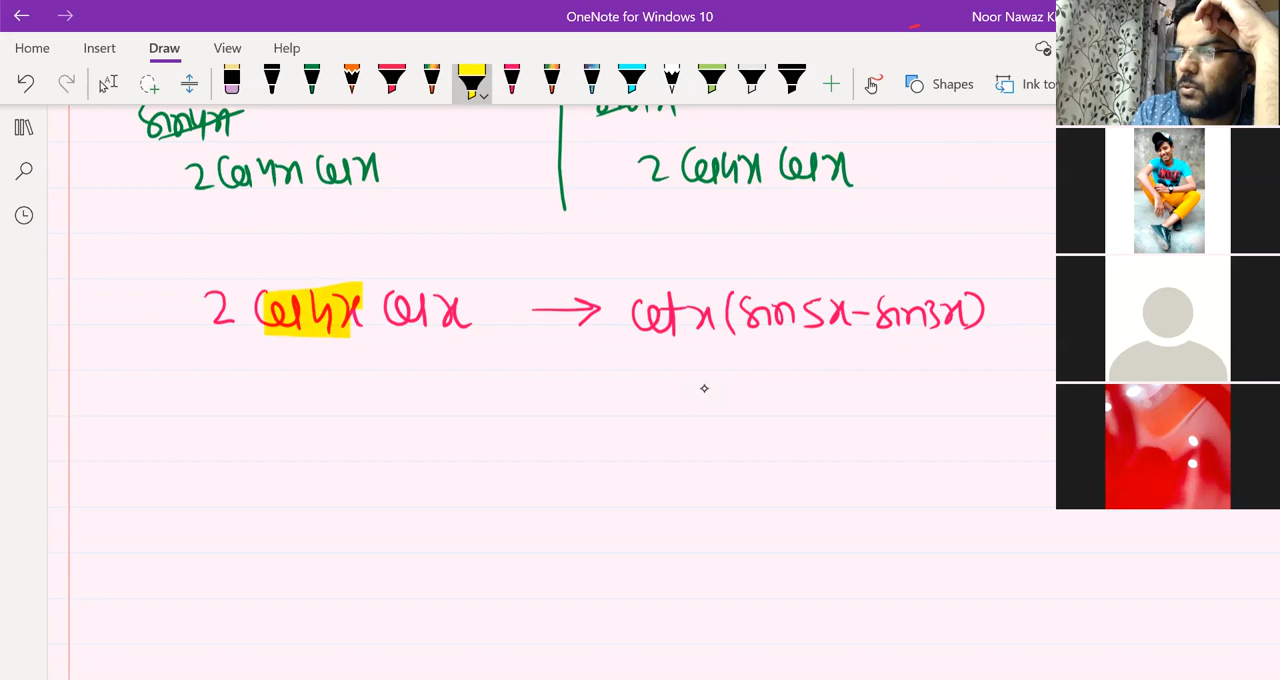 OneNote for Windows 10
Noor Nawaz K
Home Insert Draw View Help
Shapes
Ink to
sin4x
2 Cos4x Cosx
2 Cos4x Cosx
2 Cos4x Cosx → cotx (sin5x-sin3x)